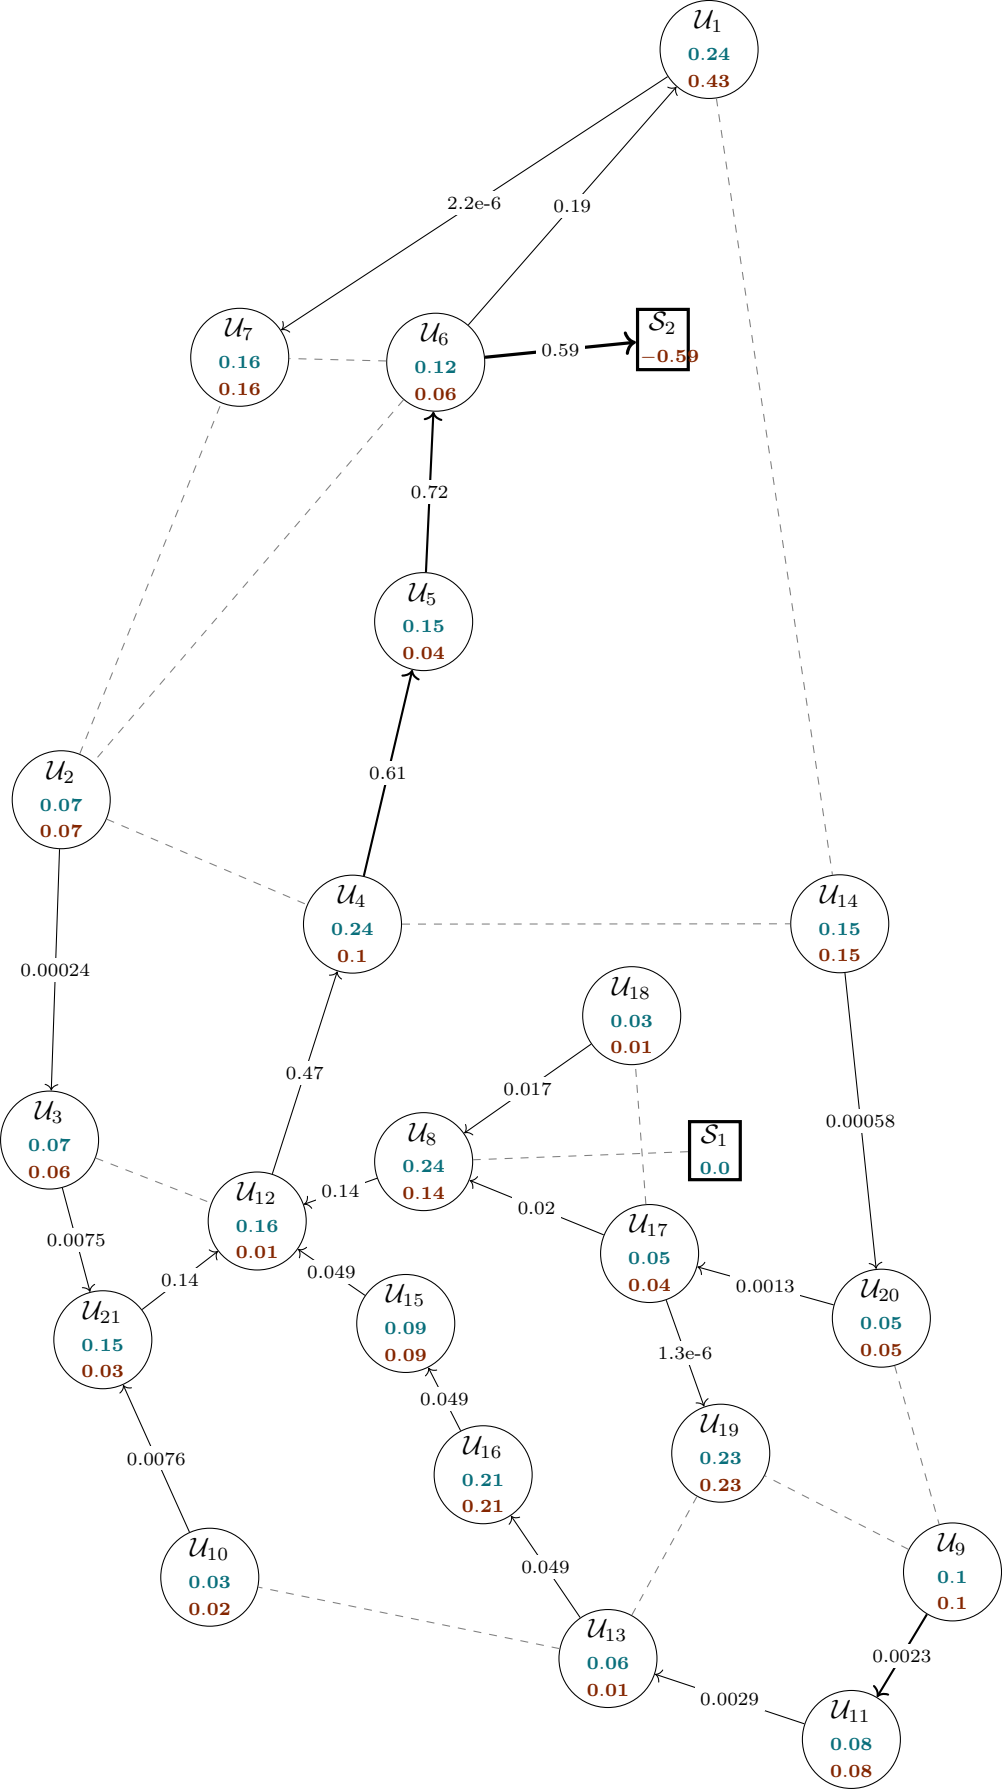 𝒰1
0.24
0.43
2.2e-6
0.19
𝒰7
0.16
0.16
𝒰6
0.12
0.06
0.59
𝒮2
−0.59
0.72
𝒰5
0.15
0.04
0.61
𝒰2
0.07
0.07
𝒰4
0.24
0.1
𝒰14
0.15
0.15
0.00024
𝒰18
0.03
0.01
0.47
0.017
0.00058
𝒰3
0.07
0.06
𝒰8
0.24
0.14
𝒮1
0.0
𝒰12
0.16
0.01
0.14
0.02
𝒰17
0.05
0.04
0.0075
0.14
0.049
0.0013
𝒰21
0.15
0.03
𝒰15
0.09
0.09
𝒰20
0.05
0.05
1.3e-6
0.049
𝒰19
0.23
0.23
0.0076
𝒰16
0.21
0.21
𝒰10
0.03
0.02
0.049
𝒰9
0.1
0.1
𝒰13
0.06
0.01
0.0023
0.0029
𝒰11
0.08
0.08